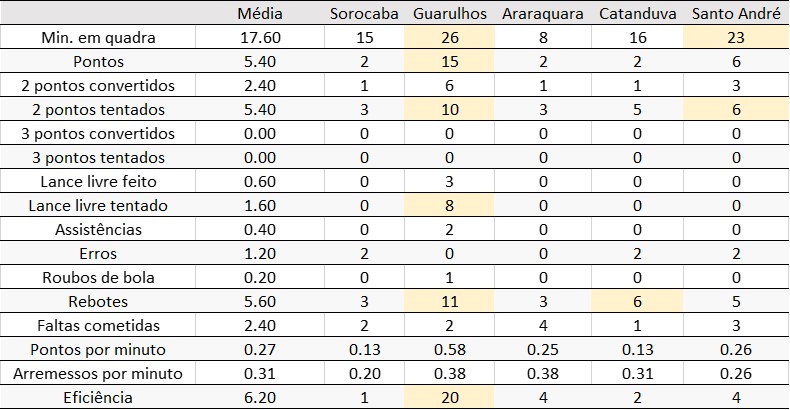 Média Sorocaba Guarulhos Araraquara Catanduva Santo André
Min. em quadra 17.60 15 26 8 16 23
Pontos 5.40 2 15 2 2 6
2 pontos convertidos 2.40 1 6 1 1 3
2 pontos tentados 5.40 3 10 3 5 6
3 pontos convertidos 0.00 0 0 0 0 0
3 pontos tentados 0.00 0 0 0 0 0
Lance livre feito 0.60 0 3 0 0 0
Lance livre tentado 1.60 0 8 0 0 0
Assistências 0.40 0 2 0 0 0
Erros 1.20 2 0 0 2 2
Roubos de bola 0.20 0 1 0 0 0
Rebotes 5.60 3 11 3 6 5
Faltas cometidas 2.40 2 2 4 1 3
Pontos por minuto 0.27 0.13 0.58 0.25 0.13 0.26
Arremessos por minuto 0.31 0.20 0.38 0.38 0.31 0.26
Eficiência 6.20 1 20 4 2 4